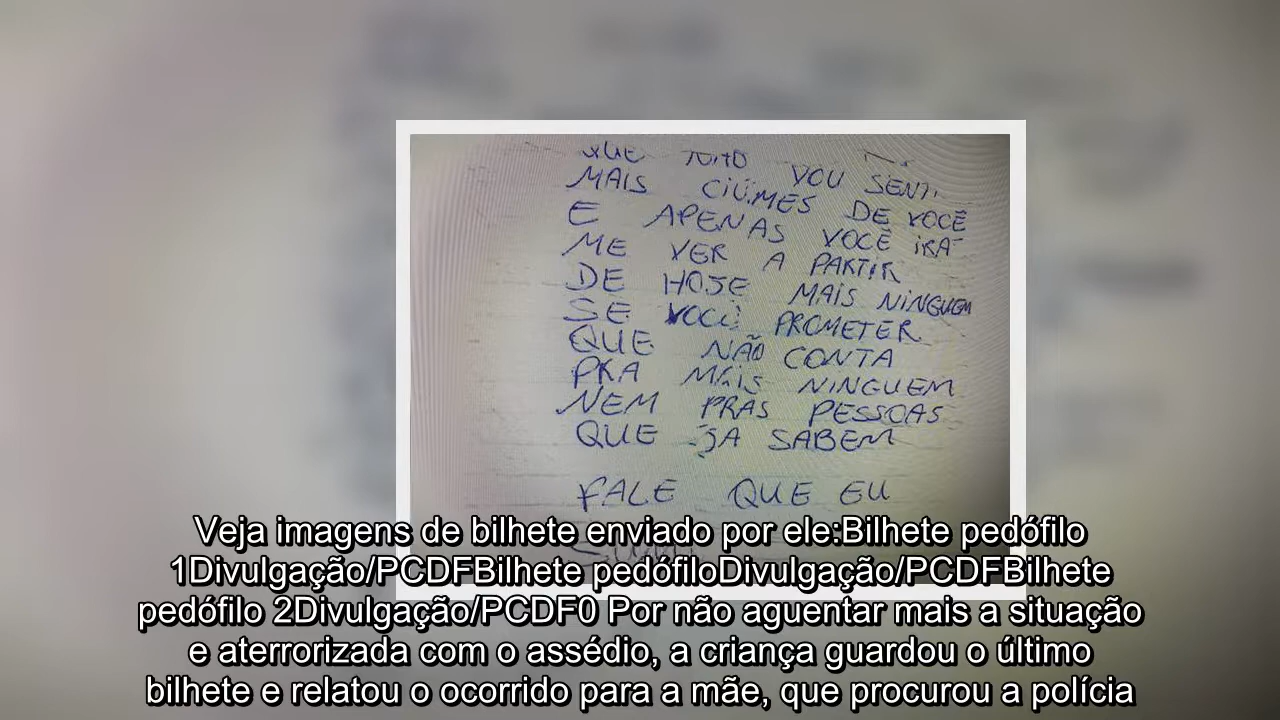 QUE
VOU SENTI
MAIS CIÚMES DE VOCÊ
E APENAS VOCÊ IRÁ
ME VER A PARTIR
DE HOJE MAIS NINGUEM
SE VOCÊ PROMETER
QUE NÃO CONTA
PRA MAIS NINGUEM
NEM PRAS PESSOAS
QUE JA SABEM
FALE QUE EU
Veja imagens de bilhete enviado por ele:Bilhete pedófilo
1Divulgação/PCDFBilhete pedófiloDivulgação/PCDFBilhete
pedófilo 2Divulgação/PCDF0 Por não aguentar mais a situação
e aterrorizada com o assédio, a criança guardou o último
bilhete e relatou o ocorrido para a mãe, que procurou a polícia